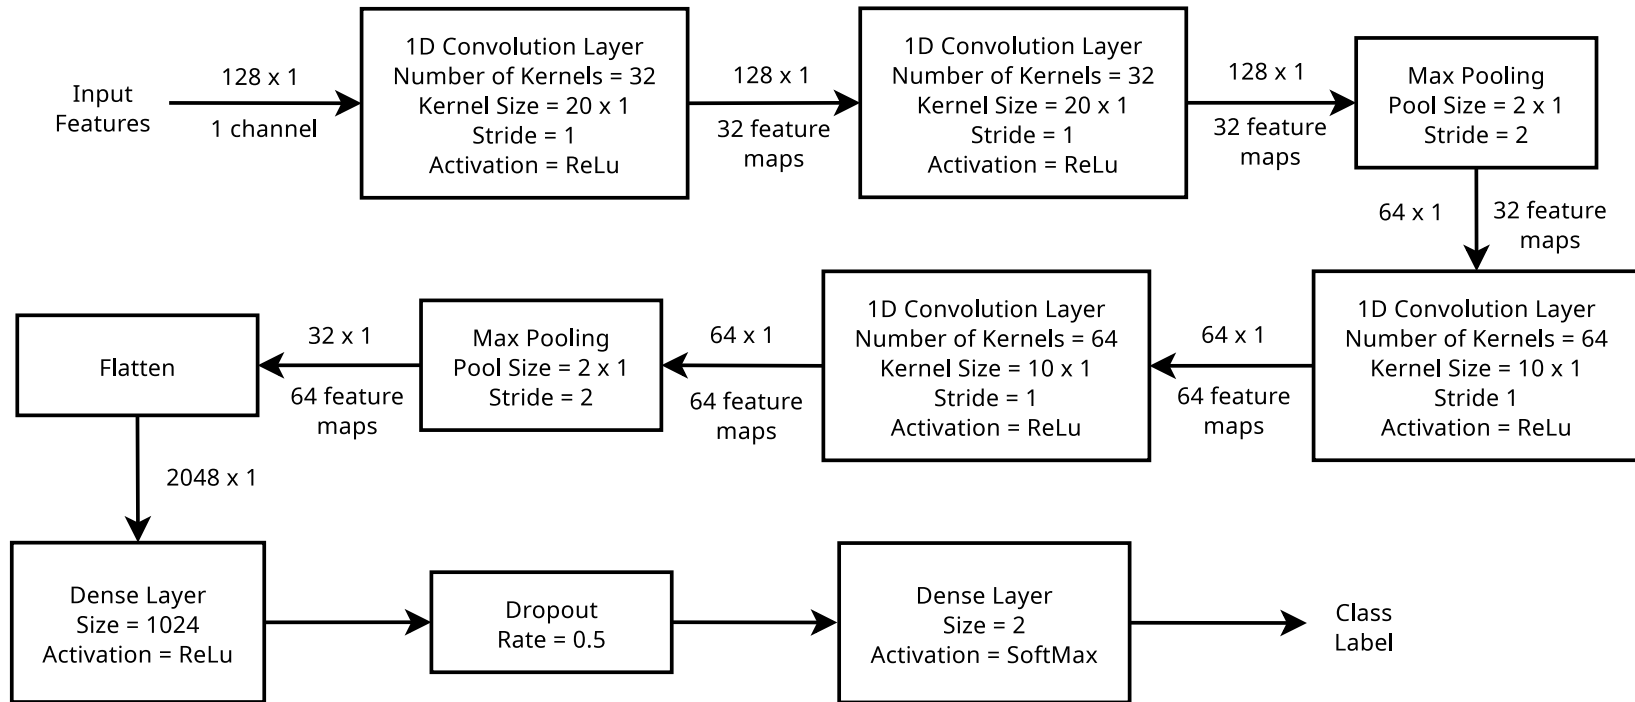 Input
Features
128 x 1
1 channel
1D Convolution Layer
Number of Kernels = 32
Kernel Size = 20 x 1
Stride = 1
Activation = ReLu
128 x 1
32 feature
maps
1D Convolution Layer
Number of Kernels = 32
Kernel Size = 20 x 1
Stride = 1
Activation = ReLu
128 x 1
32 feature
maps
Max Pooling
Pool Size = 2 x 1
Stride = 2
64 x 1
32 feature
maps
1D Convolution Layer
Number of Kernels = 64
Kernel Size = 10 x 1
Stride 1
Activation = ReLu
64 x 1
64 feature
maps
1D Convolution Layer
Number of Kernels = 64
Kernel Size = 10 x 1
Stride = 1
Activation = ReLu
64 x 1
64 feature
maps
Max Pooling
Pool Size = 2 x 1
Stride = 2
32 x 1
64 feature
maps
Flatten
2048 x 1
Dense Layer
Size = 1024
Activation = ReLu
Dropout
Rate = 0.5
Dense Layer
Size = 2
Activation = SoftMax
Class
Label